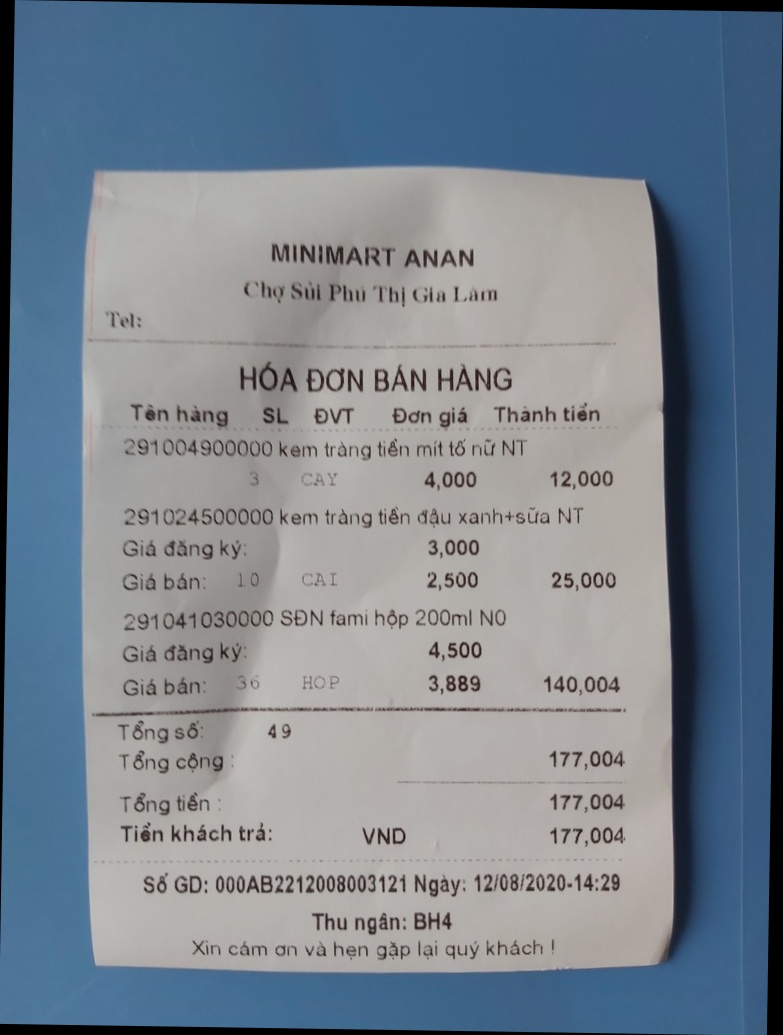 MINIMART ANAN
Chợ Sủi Phú Thị Gia Lâm
Tel:
HÓA ĐƠN BÁN HÀNG
Tên hàng SL ĐVT Đơn giá Thành tiền
291004900000 kem tràng tiền mít tố nữ NT
3 CAY 4,000 12,000
291024500000 kem tràng tiền đậu xanh+sữa NT
Giá đăng ký: 3,000
Giá bán: 10 CAI 2,500 25,000
291041030000 SĐN fami hộp 200ml N0
Giá đăng ký: 4,500
Giá bán: 36 HOP 3,889 140,004
Tổng số: 49
Tổng cộng : 177,004
Tổng tiền : 177,004
Tiền khách trả: VND 177,004
Số GD: 000AB2212008003121 Ngày: 12/08/2020-14:29
Thu ngân: BH4
Xin cám ơn và hẹn gặp lại quý khách !